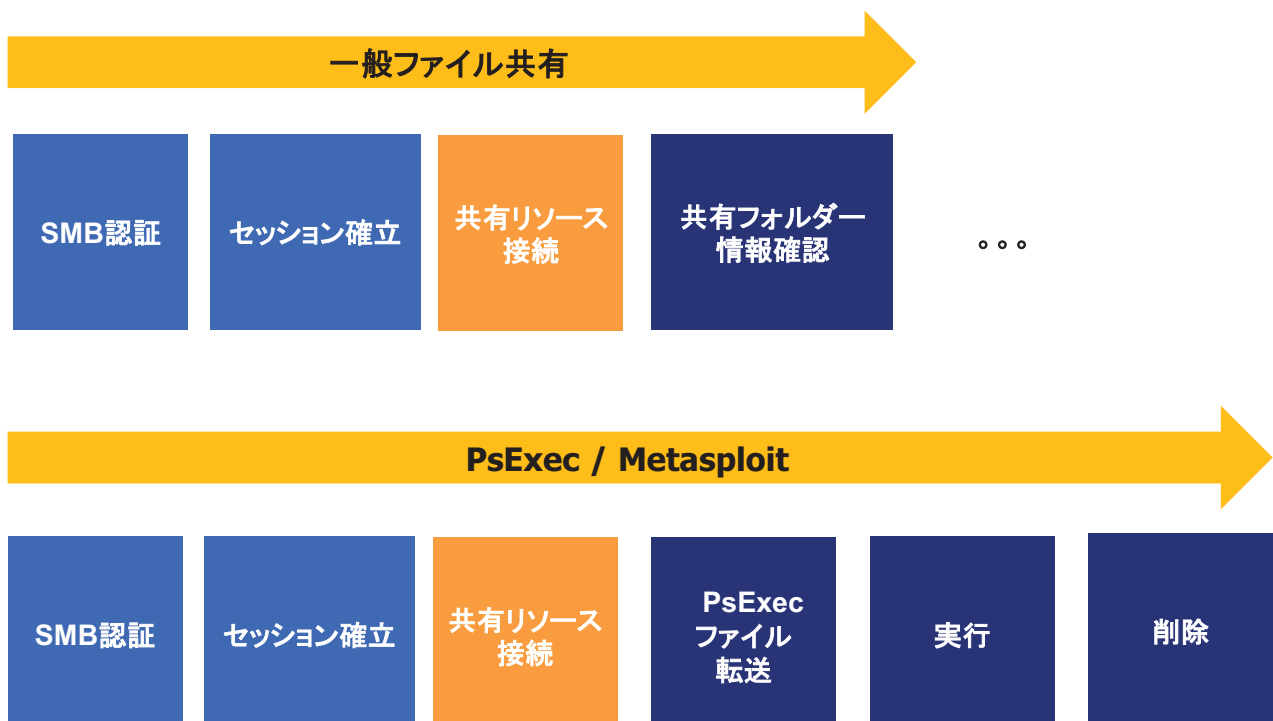 一般ファイル共有
SMB認証
セッション確立
共有リソース
接続
共有フォルダー
情報確認
。。。
PsExec / Metasploit
SMB認証
セッション確立
共有リソース
接続
PsExec
ファイル
転送
実行
削除